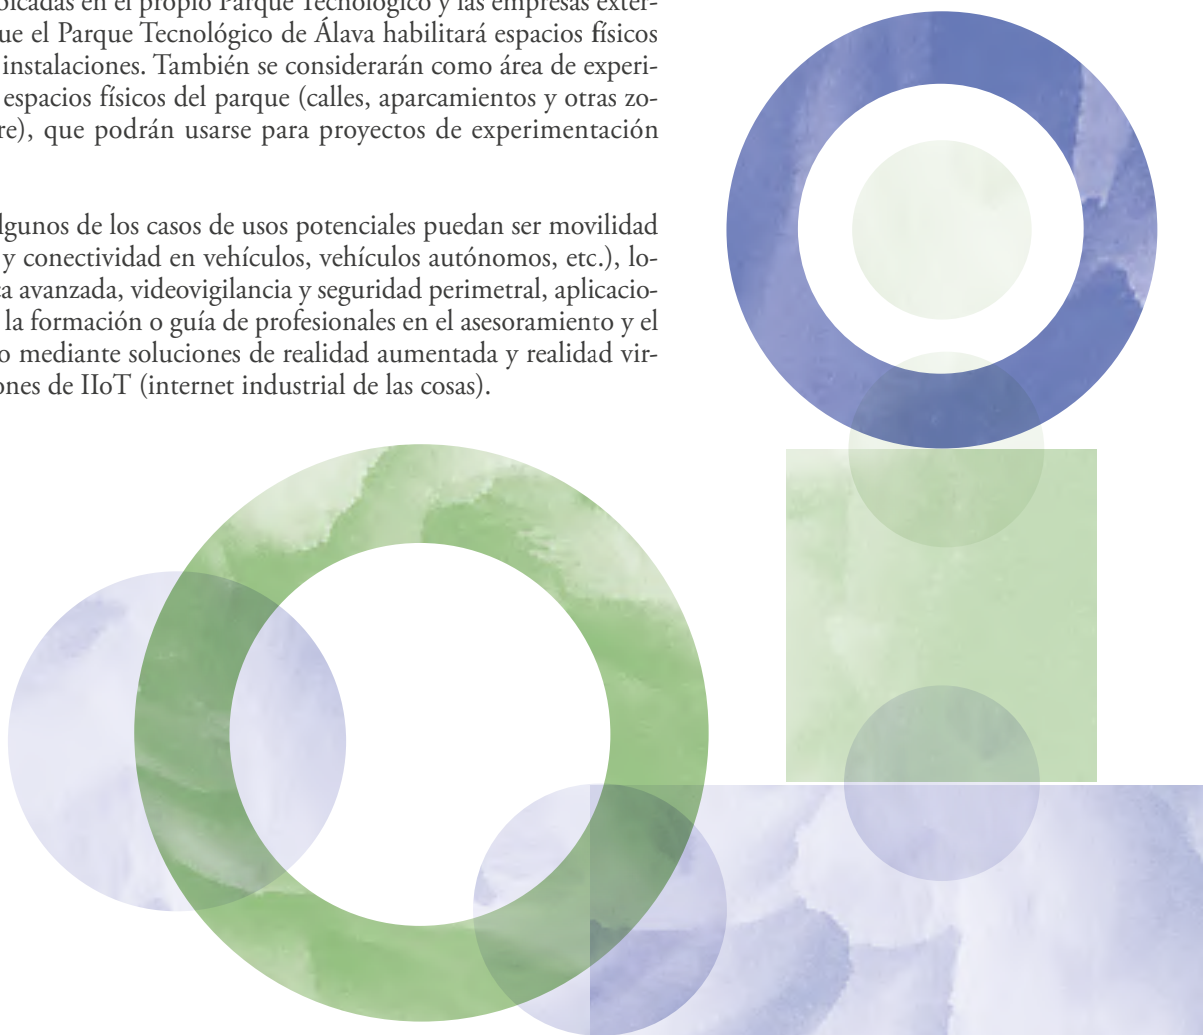 bicadas en el propio Parque Tecnológico y las empresas exter-
ue el Parque Tecnológico de Álava habilitará espacios físicos
instalaciones. También se considerarán como área de experi-
espacios físicos del parque (calles, aparcamientos y otras zo-
re), que podrán usarse para proyectos de experimentación
lgunos de los casos de usos potenciales puedan ser movilidad
y conectividad en vehículos, vehículos autónomos, etc.), lo-
ca avanzada, videovigilancia y seguridad perimetral, aplicacio-
la formación o guía de profesionales en el asesoramiento y el
o mediante soluciones de realidad aumentada y realidad vir-
ones de IIoT (internet industrial de las cosas).